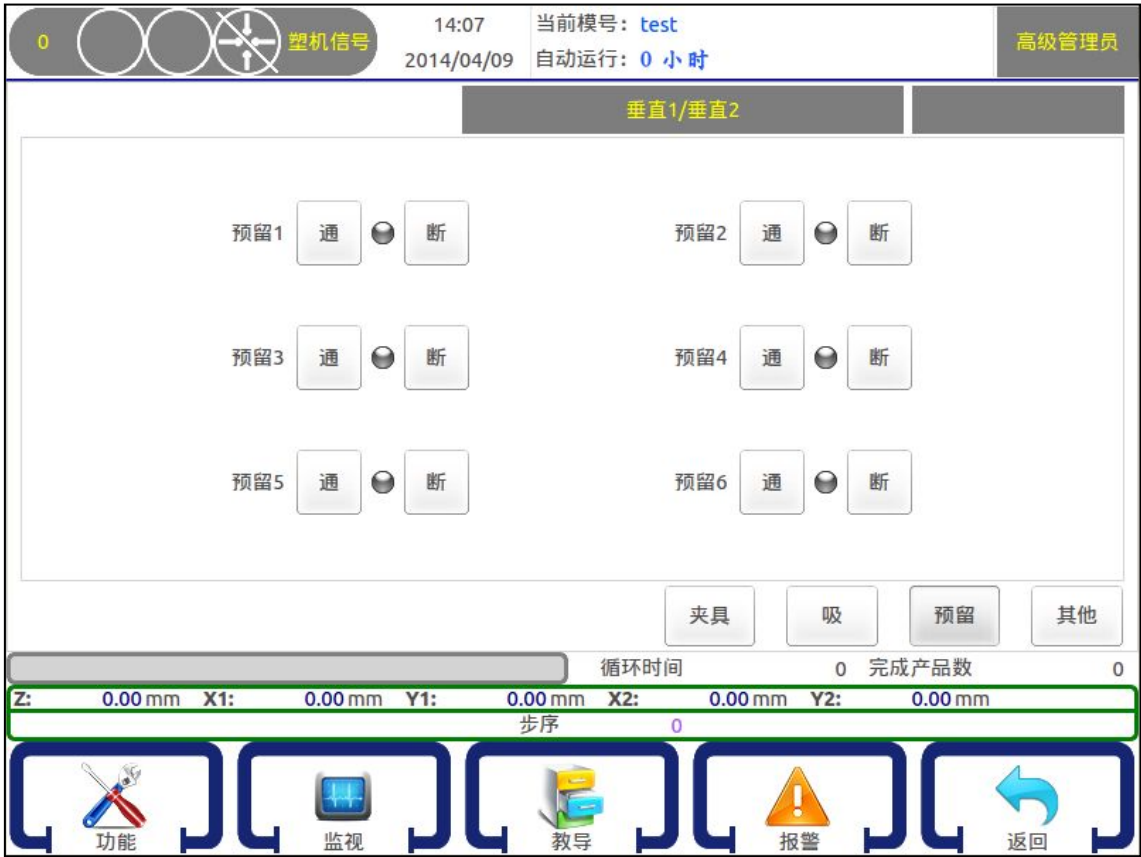 0 塑机信号 14:07 当前模号：test 高级管理员
2014/04/09 自动运行：0 小时
垂直1/垂直2
预留1 通 断 预留2 通 断
预留3 通 断 预留4 通 断
预留5 通 断 预留6 通 断
夹具 吸 预留 其他
循环时间 0 完成产品数 0
Z: 0.00 mm X1: 0.00 mm Y1: 0.00 mm X2: 0.00 mm Y2: 0.00 mm
步序 0
功能 监视 教导 报警 返回